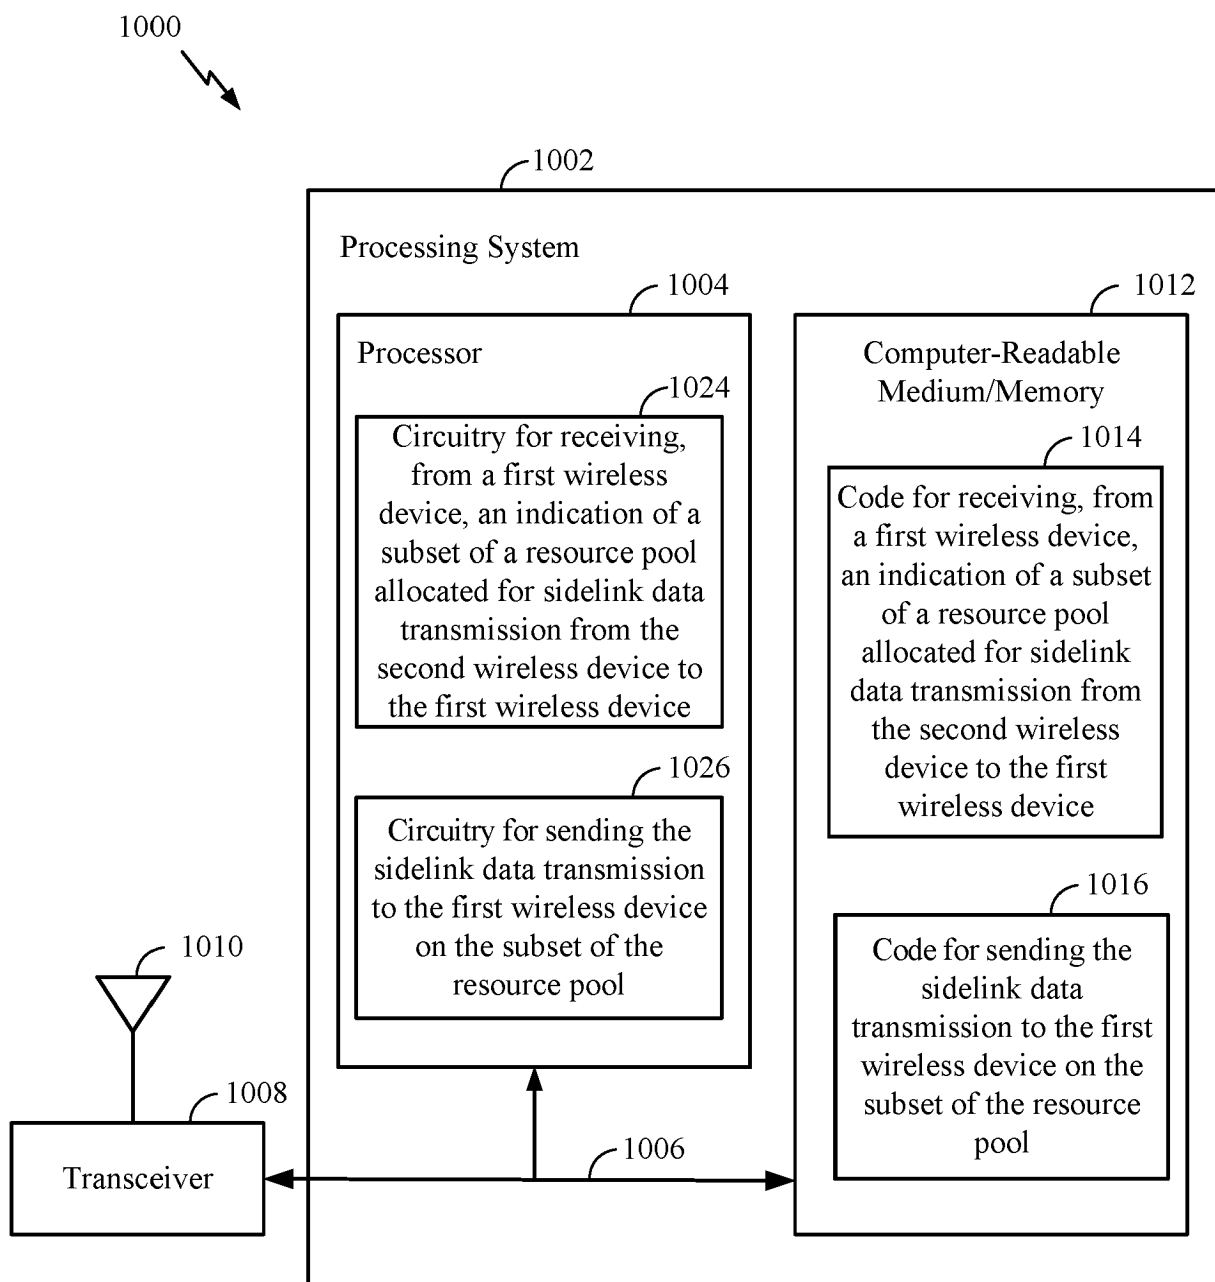 1000
1002
Processing System
1004
Processor
1024
Circuitry for receiving,
from a first wireless
device, an indication of a
subset of a resource pool
allocated for sidelink data
transmission from the
second wireless device to
the first wireless device
1026
Circuitry for sending the
sidelink data transmission
to the first wireless device
on the subset of the
resource pool
1012
Computer-Readable
Medium/Memory
1014
Code for receiving, from
a first wireless device,
an indication of a subset
of a resource pool
allocated for sidelink
data transmission from
the second wireless
device to the first
wireless device
1016
Code for sending the
sidelink data
transmission to the first
wireless device on the
subset of the resource
pool
1010
1008
Transceiver
1006